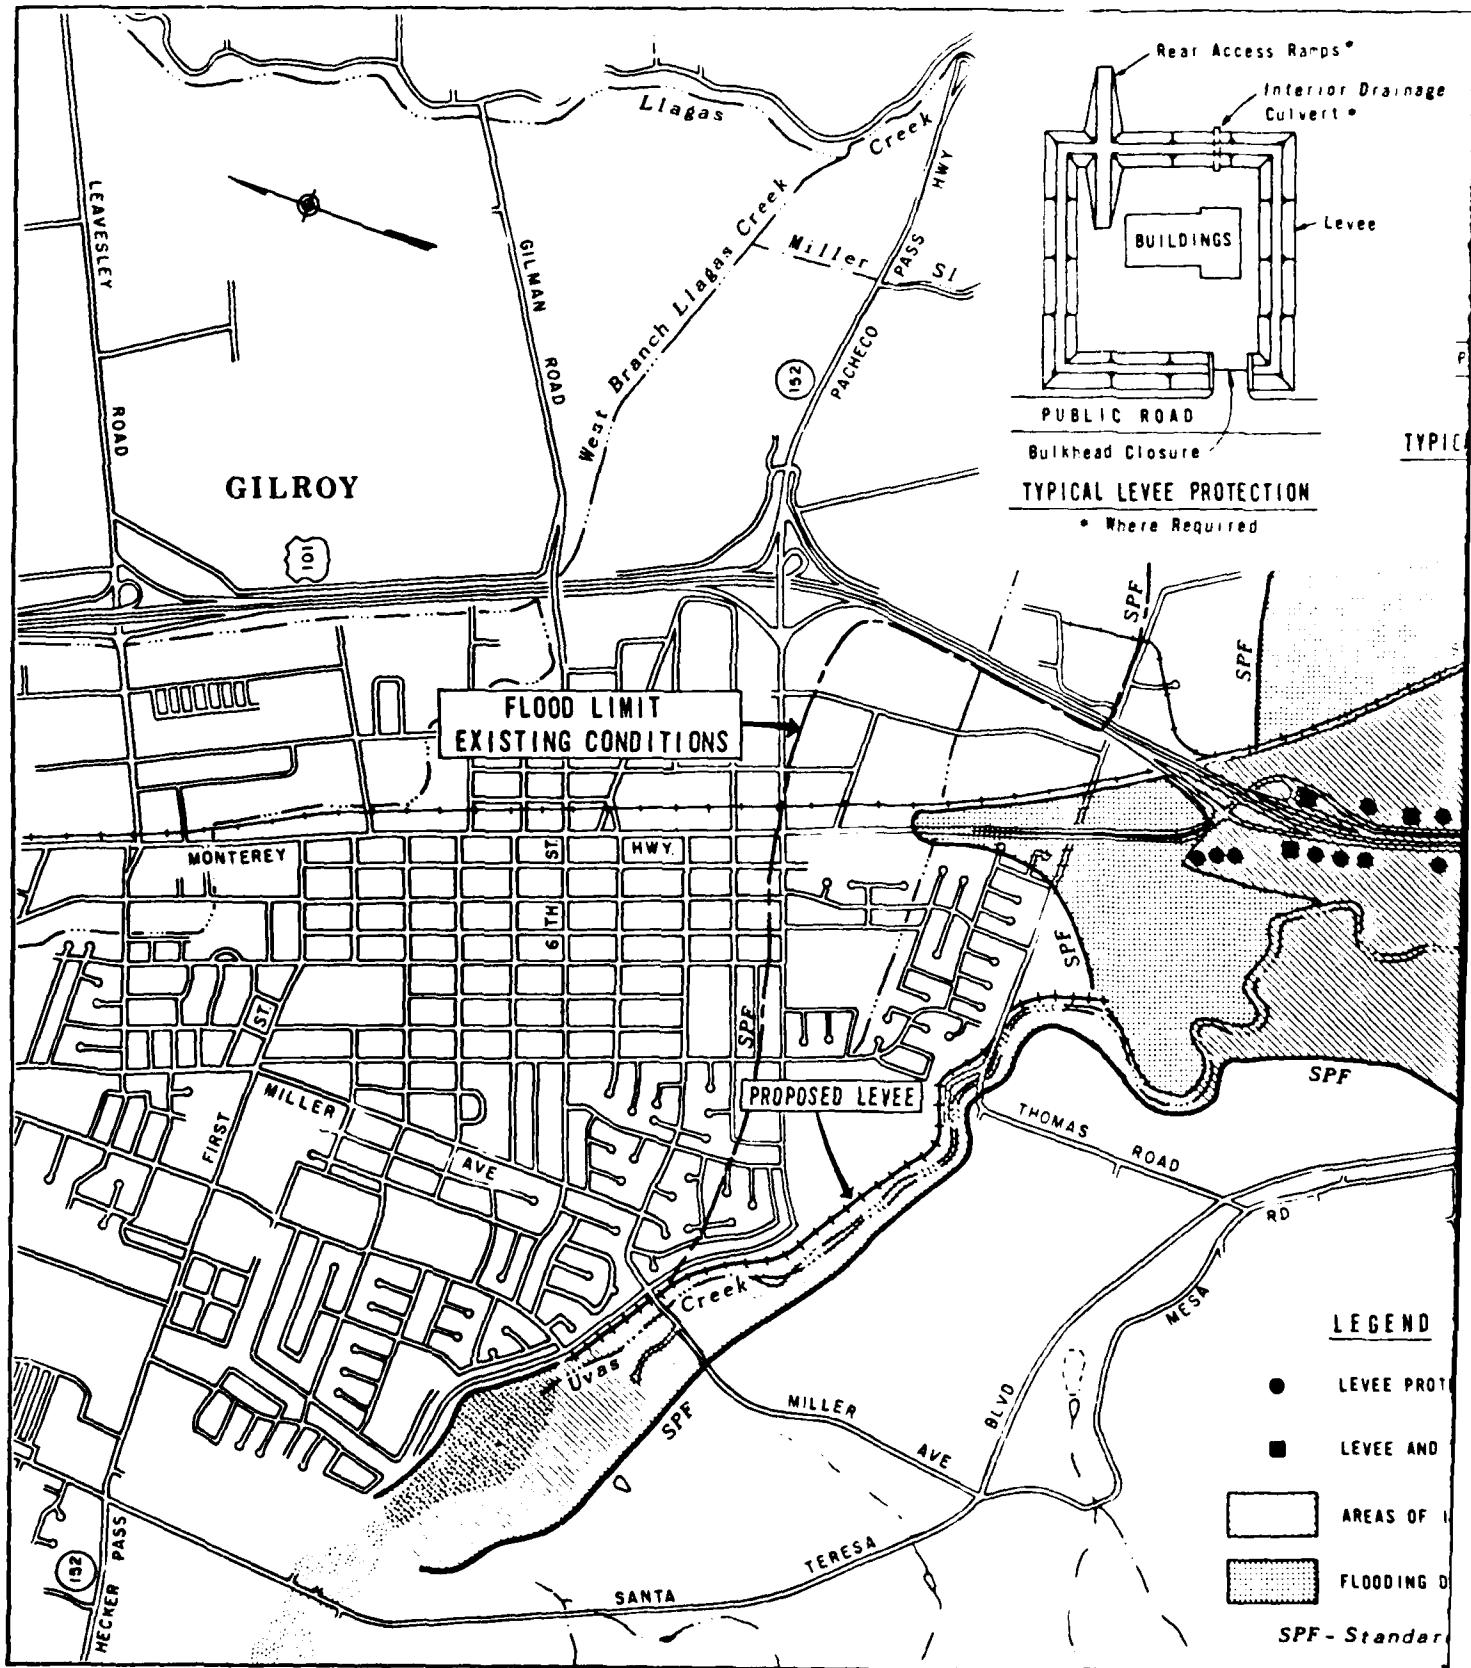 Rear Access Ramps*
Interior Drainage
Culvert *
Levee
BUILDINGS
PUBLIC ROAD
Bulkhead Closure
TYPICAL LEVEE PROTECTION
* Where Required
P
TYPIC
Llagas
Creek
HWY
PASS
PACHECO
152
Miller Sl
West Branch Llagas Creek
LEAVESLEY
ROAD
GILMAN
ROAD
GILROY
101
FLOOD LIMIT
EXISTING CONDITIONS
SPF
SPF
MONTEREY
HWY.
ST.
6 TH
SPF
SPF
ST.
SPF
PROPOSED LEVEE
MILLER
AVE
FIRST
THOMAS
ROAD
RD
MESA
Creek
Uvas
SPF
MILLER
AVE
BLVD
TERESA
SANTA
152
HECKER PASS
LEGEND
LEVEE PROT
LEVEE AND
AREAS OF
FLOODING D
SPF - Standar